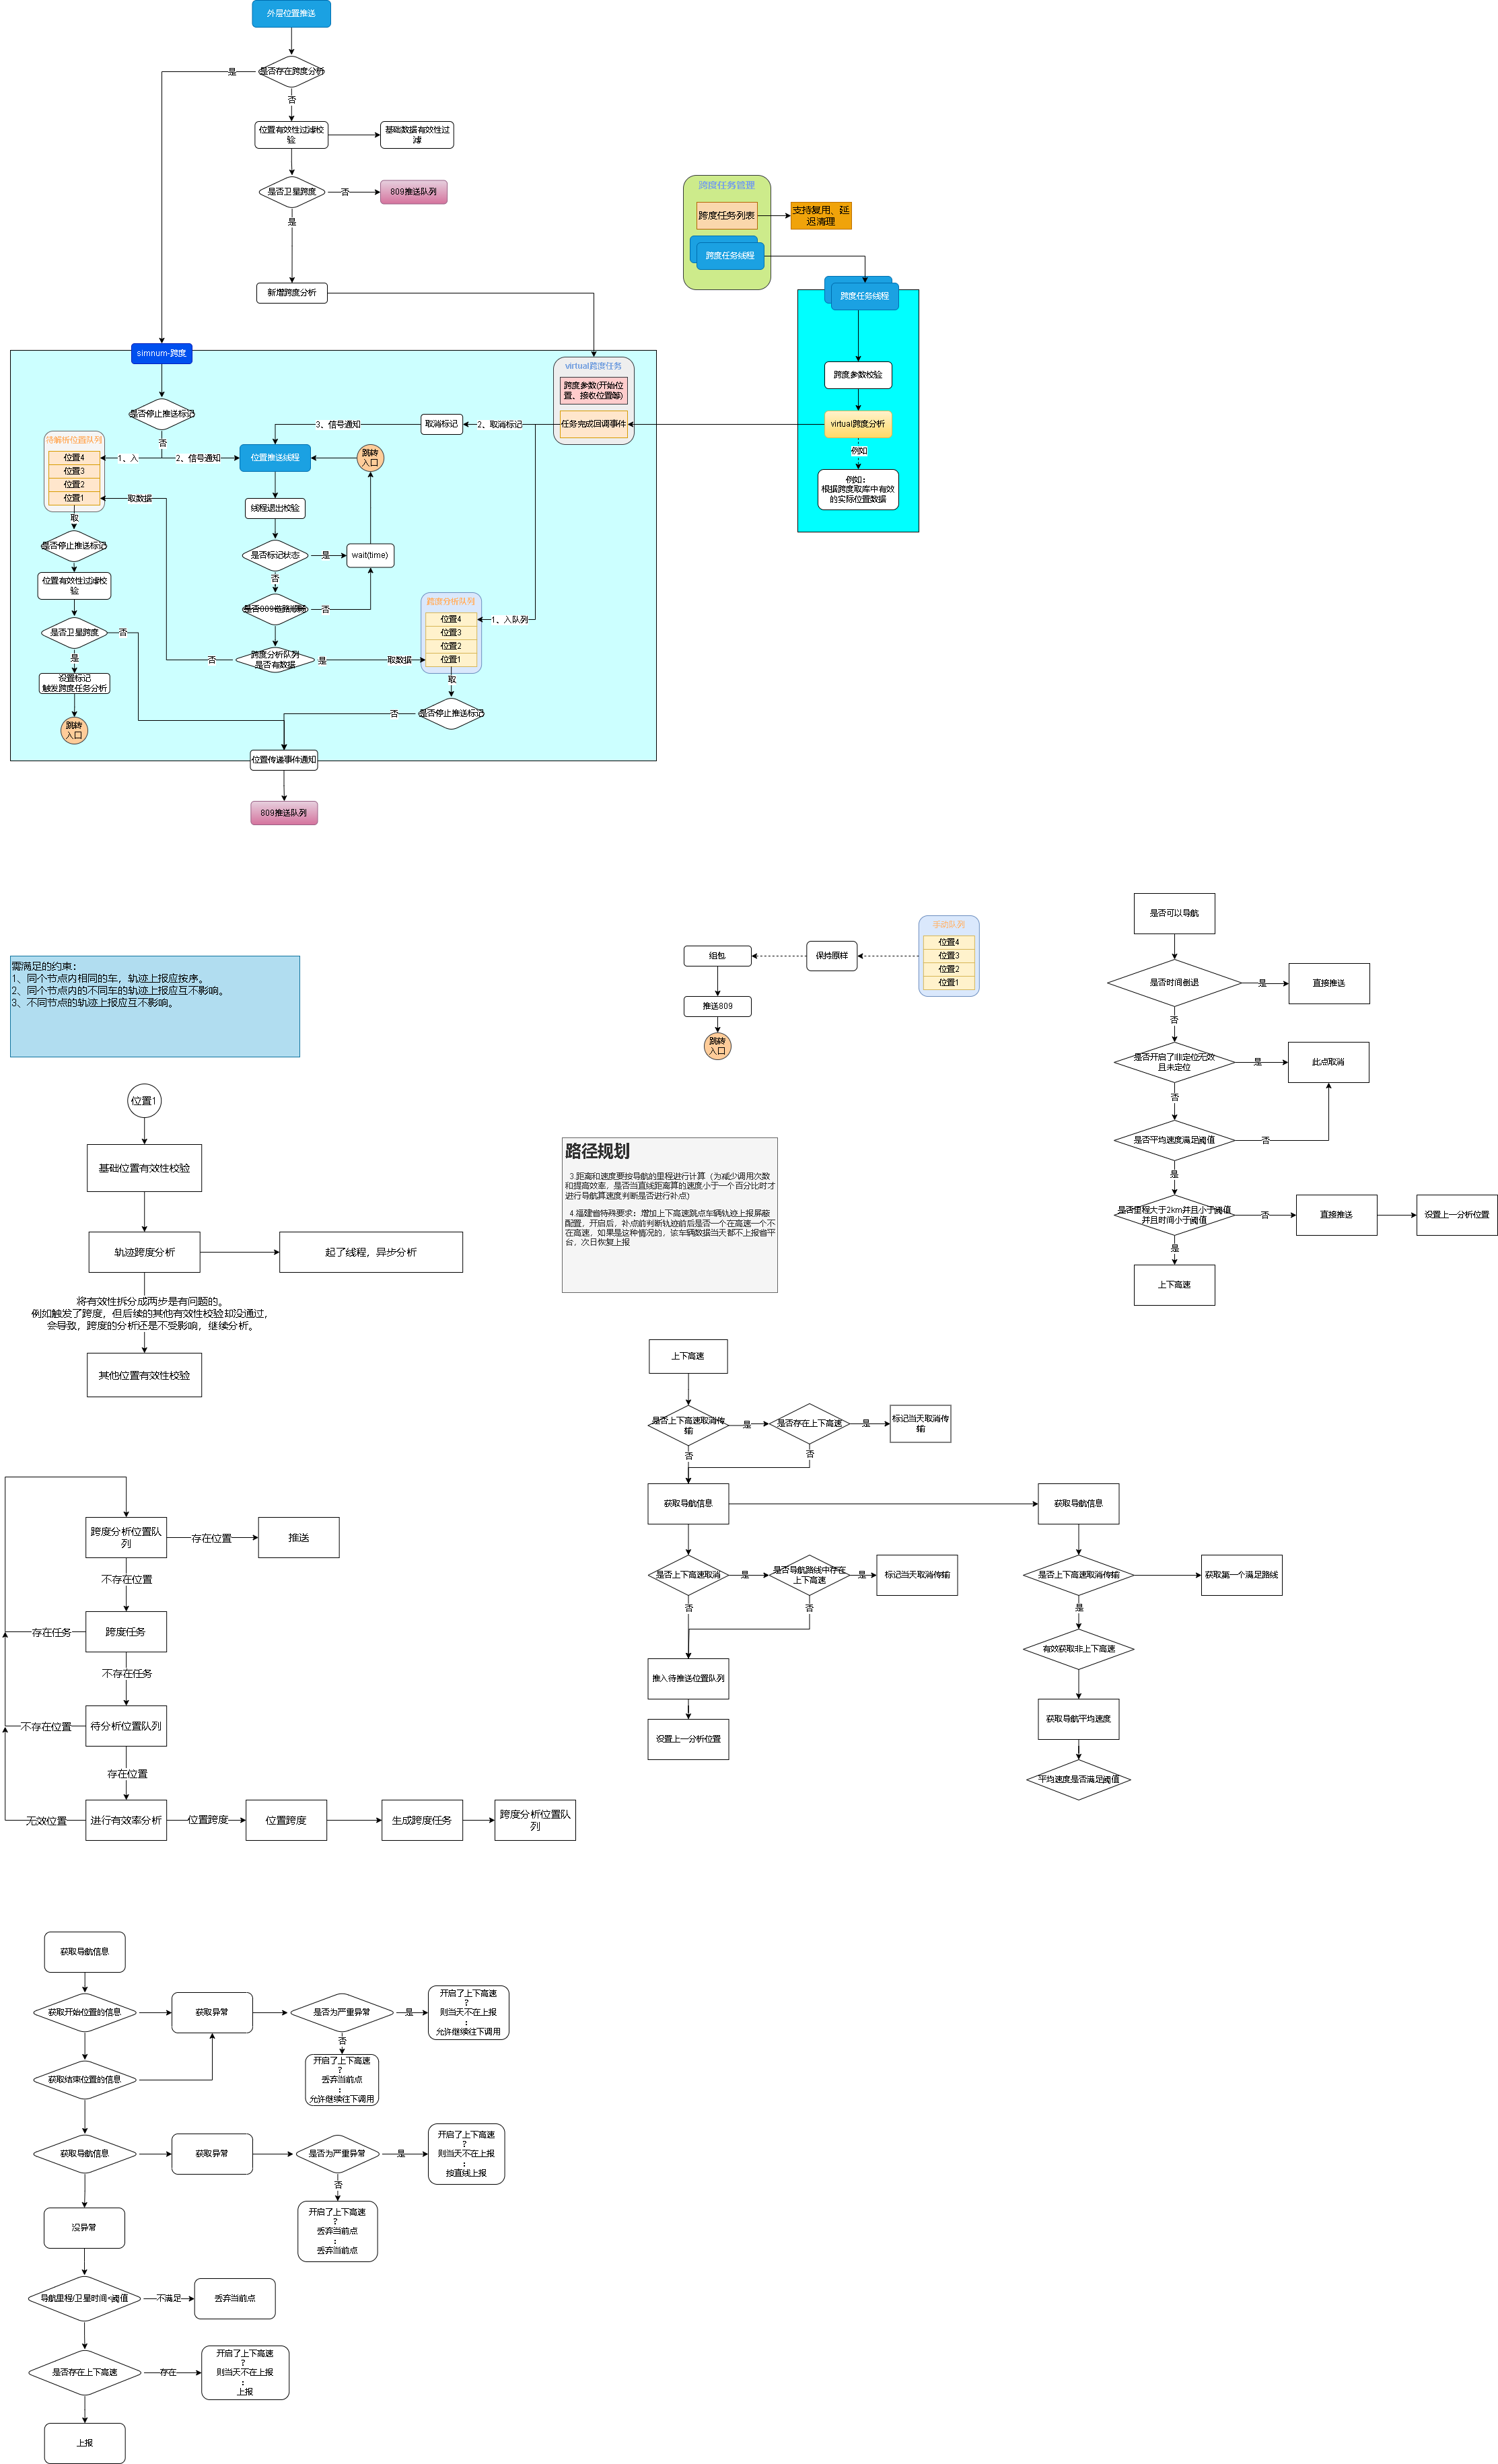 外层位置推送
是否存在跨度分析
是
否
位置有效性过滤校
验
基础数据有效性过
滤
是否卫星跨度
否
809推送队列
是
新增跨度分析
跨度任务管理
跨度任务列表
支持复用、延
迟清理
跨度任务线程
跨度任务线程
跨度参数校验
virtual跨度分析
例如
例如：
根据跨度取库中有效
的实际位置数据
simnum-跨度
virtual跨度任务
跨度参数(开始位
置、接收位置等)
任务完成回调事件
是否停止推送标记
否
待解析位置队列
位置4
位置3
位置2
位置1
1、入
2、信号通知
3、信号通知
取消标记
2、取消标记
位置推送线程
跳转
入口
取数据
取
线程退出校验
是否停止推送标记
是否标记状态
是
wait(time)
否
位置有效性过滤校
验
是否809链路顺畅
否
跨度分析队列
位置4
位置3
位置2
位置1
1、入队列
是否卫星跨度
否
是
跨度分析队列
是否有数据
否
是
取数据
取
设置标记
触发跨度任务分析
跳转
入口
是否停止推送标记
否
位置传递事件通知
809推送队列
需满足的约束：
1、同个节点内相同的车，轨迹上报应按序。
2、同个节点内的不同车的轨迹上报应互不影响。
3、不同节点的轨迹上报应互不影响。
组包
保持原样
手动队列
位置4
位置3
位置2
位置1
推送809
跳转
入口
是否可以导航
是否时间倒退
是
直接推送
否
是否开启了非定位无效
且未定位
是
此点取消
否
是否平均速度满足阈值
否
是
是否里程大于2km并且小于阈值
并且时间小于阈值
否
直接推送
设置上一分析位置
是
上下高速
位置1
基础位置有效性校验
轨迹跨度分析
起了线程，异步分析
将有效性拆分成两步是有问题的。
例如触发了跨度，但后续的其他有效性校验却没通过，
会导致，跨度的分析还是不受影响，继续分析。
其他位置有效性校验
路径规划
3.距离和速度要按导航的里程进行计算（为减少调用次数
和提高效率，是否当直线距离算的速度小于一个百分比时才
进行导航算速度判断是否进行补点）
4.福建省特殊要求：增加上下高速跳点车辆轨迹上报屏蔽
配置，开启后，补点前判断轨迹前后是否一个在高速一个不
在高速，如果是这种情况的，该车辆数据当天都不上报省平
台，次日恢复上报
上下高速
是否上下高速取消传
输
是
是否存在上下高速
是
标记当天取消传
输
否
否
获取导航信息
获取导航信息
是否上下高速取消
是
是否导航路线中存在
上下高速
是
标记当天取消传输
否
否
推入待推送位置队列
设置上一分析位置
是否上下高速取消传输
获取第一个满足路线
是
有效获取非上下高速
获取导航平均速度
平均速度是否满足阈值
跨度分析位置队
列
存在位置
推送
不存在位置
跨度任务
存在任务
不存在任务
待分析位置队列
不存在位置
存在位置
进行有效率分析
无效位置
位置跨度
位置跨度
生成跨度任务
跨度分析位置队
列
获取导航信息
获取开始位置的信息
获取异常
是否为严重异常
是
开启了上下高速
？
则当天不在上报
：
允许继续往下调用
否
开启了上下高速
？
丢弃当前点
：
允许继续往下调用
获取结束位置的信息
获取导航信息
获取异常
是否为严重异常
是
开启了上下高速
？
则当天不在上报
：
按直线上报
否
开启了上下高速
？
丢弃当前点
：
丢弃当前点
没异常
导航里程/卫星时间<阈值
不满足
丢弃当前点
是否存在上下高速
存在
开启了上下高速
？
则当天不在上报
：
上报
上报